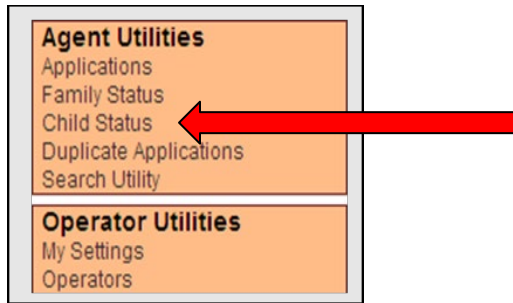 Agent Utilities
Applications
Family Status
Child Status
Duplicate Applications
Search Utility
Operator Utilities
My Settings
Operators